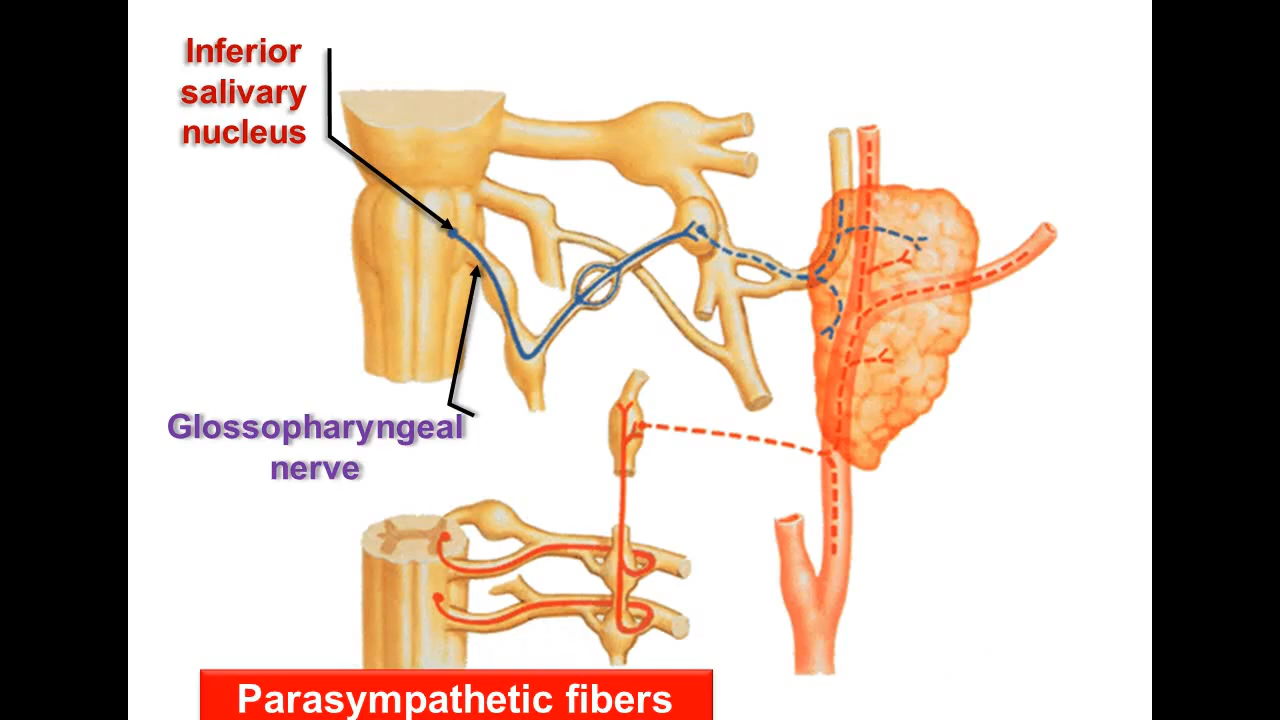 Inferior
salivary
nucleus
Glossopharyngeal
nerve
Parasympathetic fibers